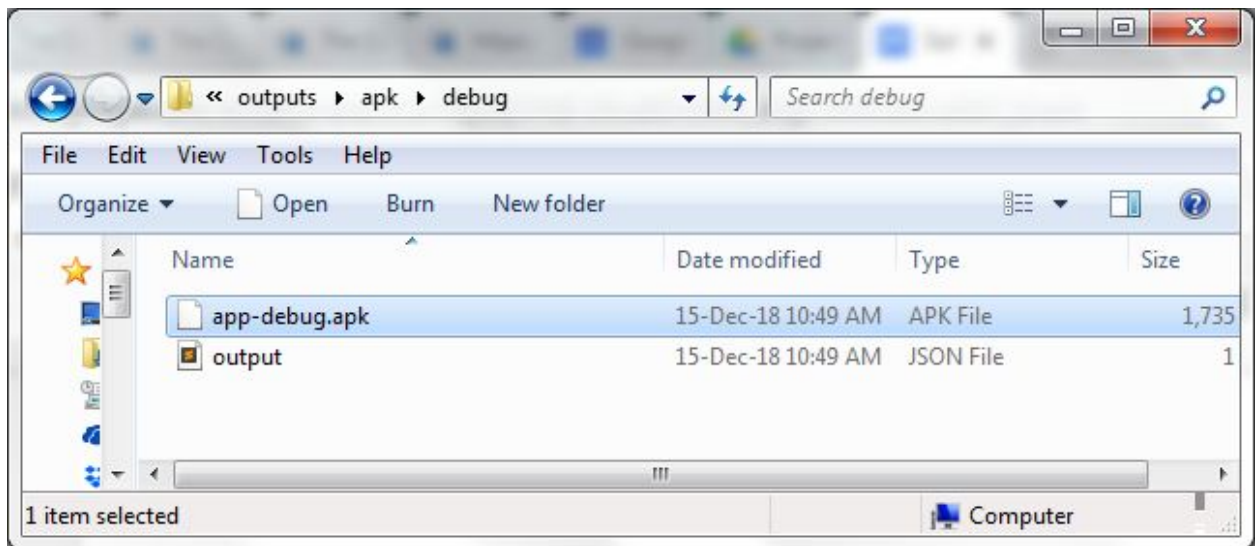 « outputs ▸ apk ▸ debug Search debug
File Edit View Tools Help
Organize Open Burn New folder
Name Date modified Type Size
app-debug.apk 15-Dec-18 10:49 AM APK File 1,735
output 15-Dec-18 10:49 AM JSON File 1
1 item selected Computer